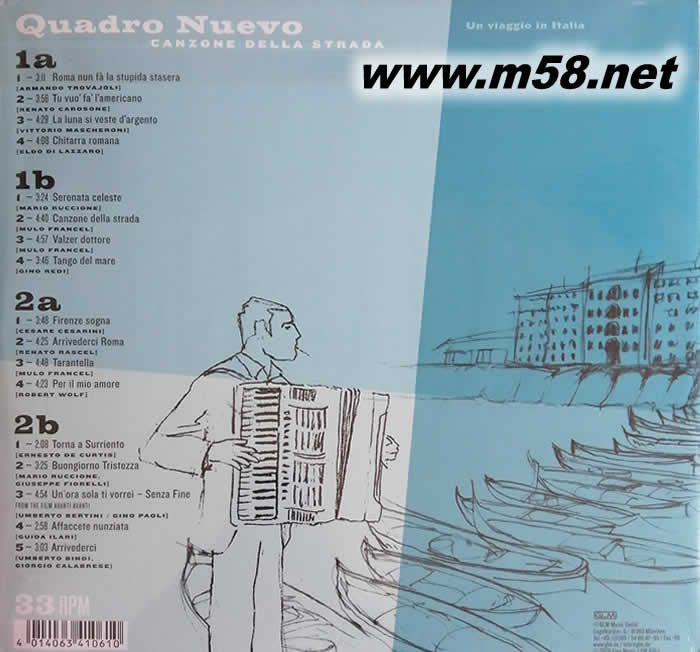 Quadro Nuevo
CANZONE DELLA STRADA
Un viaggio in Italia
www.m58.net
1a
1 – 3:11 Roma nun fà la stupida stasera
[ARMANDO TROVAJOLI]
2 – 3:56 Tu vuo' fa' l'americano
[RENATO CAROSONE]
3 – 4:29 La luna si veste d'argento
[VITTORIO MASCHERONI]
4 – 4:08 Chitarra romana
[ELDO DI LAZZARO]
1b
1 – 3:24 Serenata celeste
[MARIO RUCCIONE]
2 – 4:40 Canzone della strada
[MULO FRANCEL]
3 – 4:57 Valzer dottore
[MULO FRANCEL]
4 – 3:46 Tango del mare
[GINO REDI]
2a
1 – 3:48 Firenze sogna
[CESARE CESARINI]
2 – 4:25 Arrivederci Roma
[RENATO RASCEL]
3 – 4:48 Tarantella
[MULO FRANCEL]
4 – 4:23 Per il mio amore
[ROBERT WOLF]
2b
1 – 2:08 Torna a Surriento
[ERNESTO DE CURTIS]
2 – 3:25 Buongiorno Tristozza
[MARIO RUCCIONE,
GIUSEPPE FIORELLI]
3 – 4:54 Un'ora sola ti vorrei – Senza Fine
FROM THE FILM AVANTI AVANTI
[UMBERTO BERTINI / GINO PAOLI]
4 – 2:58 Affaccete nunziata
[GUIDA ILARI]
5 – 3:03 Arrivederci
[UMBERTO BINDI,
GIORGIO CALABRESE]
33 RPM
4 014063 410610
GLM
© GLM Music GmbH